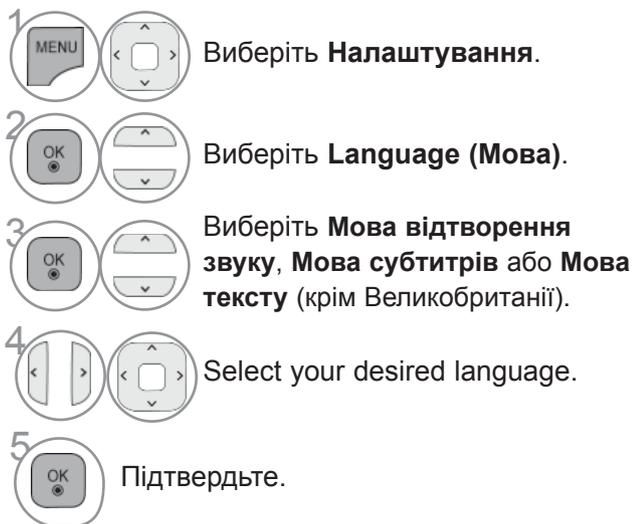 1 MENU Виберіть Налаштування.
2 OK Виберіть Language (Мова).
Виберіть Мова відтворення
3 OK звуку, Мова субтитрів або Мова
тексту (крім Великобританії).
4 Select your desired language.
5 OK Підтвердьте.